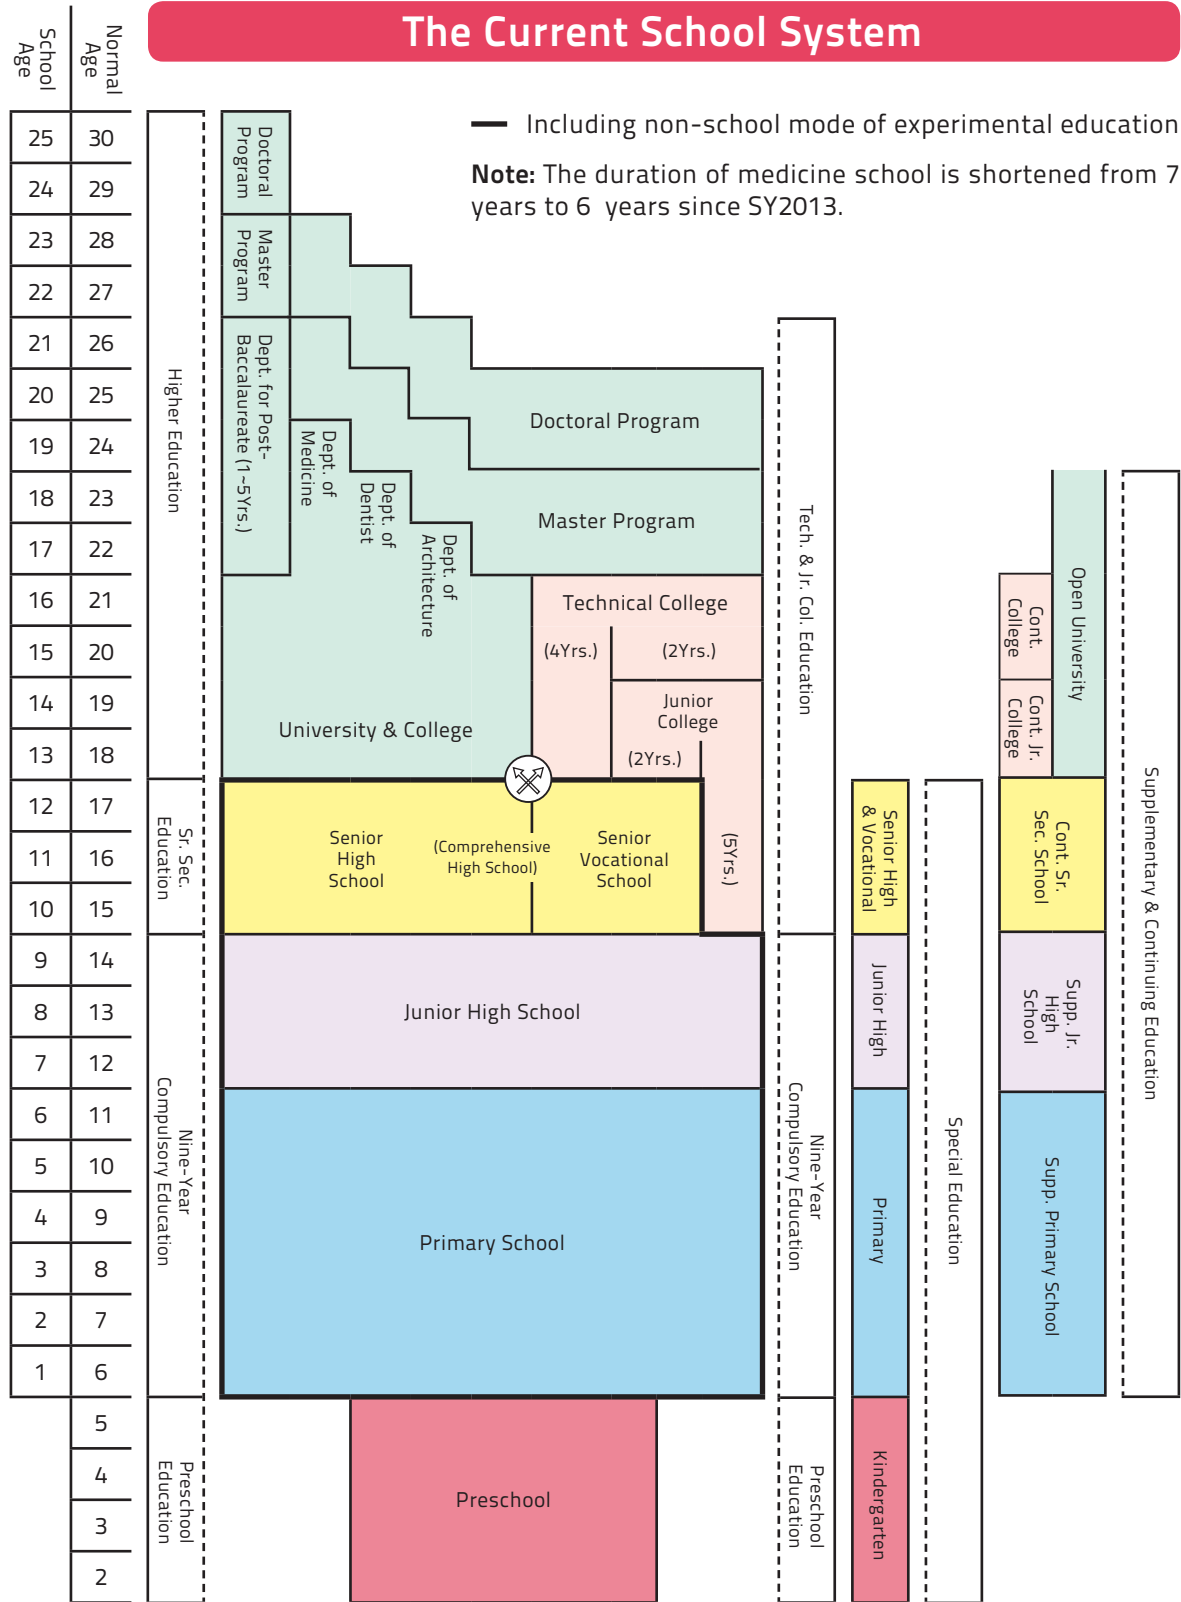 The Current School System
School
Age
Normal
Age
— Including non-school mode of experimental education
Note: The duration of medicine school is shortened from 7
years to 6 years since SY2013.
25 30
24 29
23 28
22 27
21 26
20 25
19 24
18 23
17 22
16 21
15 20
14 19
13 18
12 17
11 16
10 15
9 14
8 13
7 12
6 11
5 10
4 9
3 8
2 7
1 6
5
4
3
2
Higher Education
Sr. Sec.
Education
Nine-Year
Compulsory Education
Preschool
Education
Doctoral
Program
Master
Program
Dept. for Post-
Baccalaureate (1~5Yrs.)
Dept. of
Medicine
Dept. of
Dentist
Dept. of
Architecture
Doctoral Program
Master Program
Technical College
(4Yrs.)
(2Yrs.)
Junior
College
(2Yrs.)
(5Yrs.)
University & College
Senior
High
School
(Comprehensive
High School)
Senior
Vocational
School
Junior High School
Primary School
Preschool
Tech. & Jr. Col. Education
Nine-Year
Compulsory Education
Preschool
Education
Senior High
& Vocational
Junior High
Primary
Kindergarten
Special Education
Cont.
College
Cont. Jr.
College
Open University
Cont. Sr.
Sec. School
Supp. Jr.
High
School
Supp. Primary School
Supplementary & Continuing Education